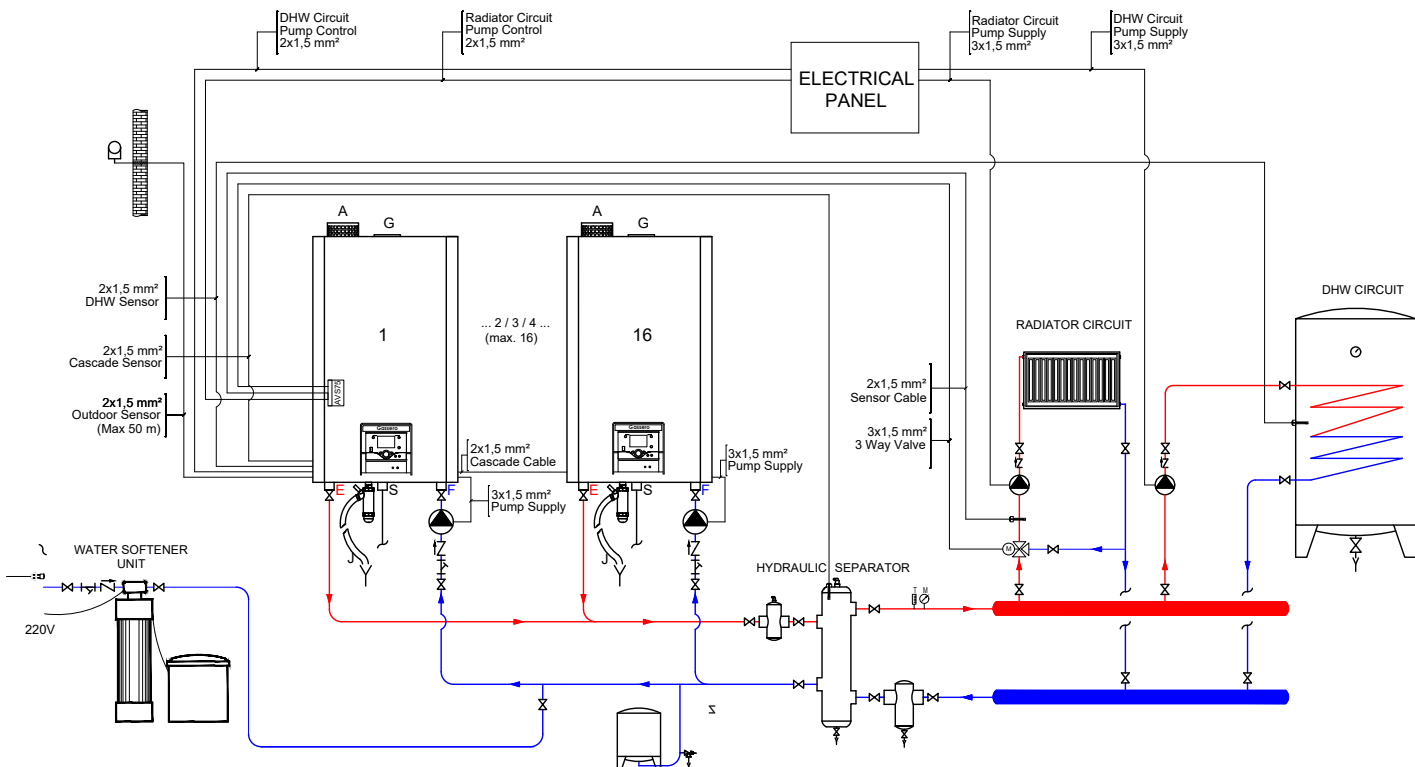 DHW Circuit
Pump Control
2x1,5 mm²
Radiator Circuit
Pump Control
2x1,5 mm²
Radiator Circuit
Pump Supply
3x1,5 mm²
DHW Circuit
Pump Supply
3x1,5 mm²
ELECTRICAL
PANEL
A
G
A
G
2x1,5 mm²
DHW Sensor
2x1,5 mm²
Cascade Sensor
2x1,5 mm²
Outdoor Sensor
(Max 50 m)
1
... 2 / 3 / 4 ...
(max. 16)
16
AVS75
Gassero
Gassero
2x1,5 mm²
Cascade Cable
3x1,5 mm²
Pump Supply
3x1,5 mm²
Pump Supply
E
S
F
E
S
F
J
J
RADIATOR CIRCUIT
DHW CIRCUIT
2x1,5 mm²
Sensor Cable
3x1,5 mm²
3 Way Valve
M
WATER SOFTENER
UNIT
220V
HYDRAULIC SEPARATOR
T
M